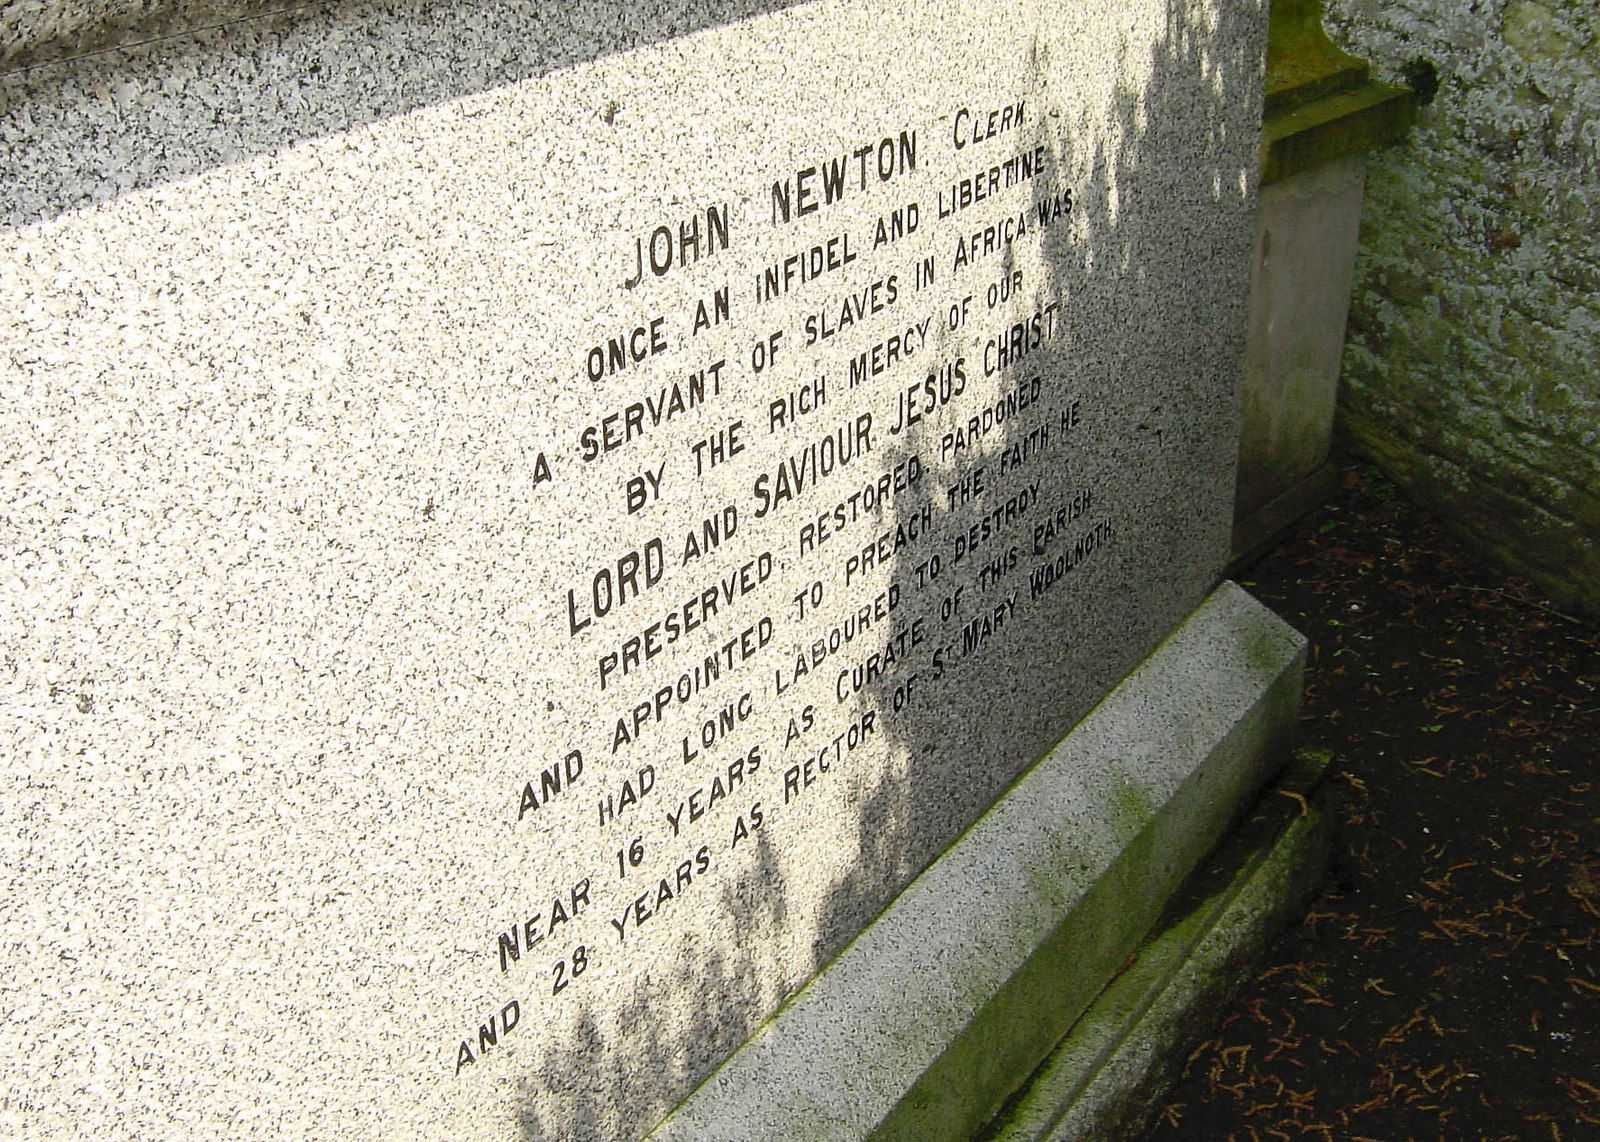 JOHN NEWTON. CLERK.
ONCE AN INFIDEL AND LIBERTINE
A SERVANT OF SLAVES IN AFRICA WAS
BY THE RICH MERCY OF OUR
LORD AND SAVIOUR JESUS CHRIST
PRESERVED, RESTORED, PARDONED
AND APPOINTED TO PREACH THE FAITH HE
HAD LONG LABOURED TO DESTROY
NEAR 16 YEARS AS CURATE OF THIS PARISH
AND 28 YEARS AS RECTOR OF ST MARY WOOLNOTH.